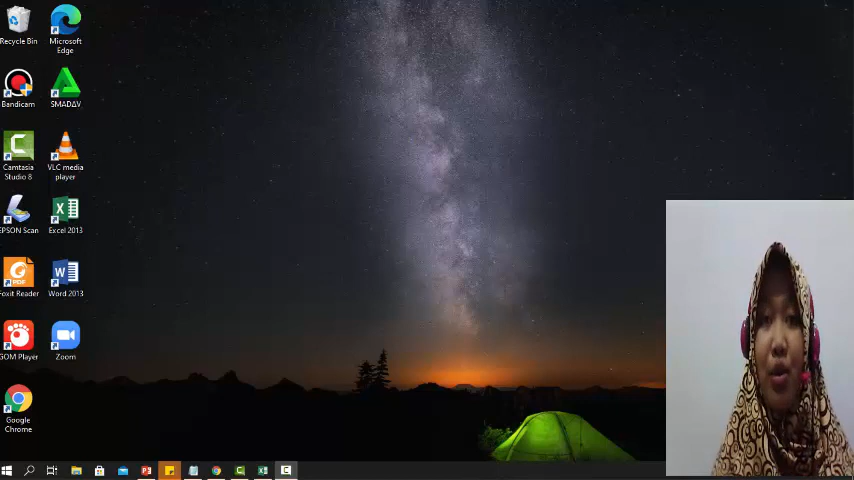 Recycle Bin
Microsoft
Edge
Bandicam
SMADAV
Camtasia
Studio 8
VLC media
player
EPSON Scan
Excel 2013
Foxit Reader
Word 2013
GOM Player
Zoom
Google
Chrome